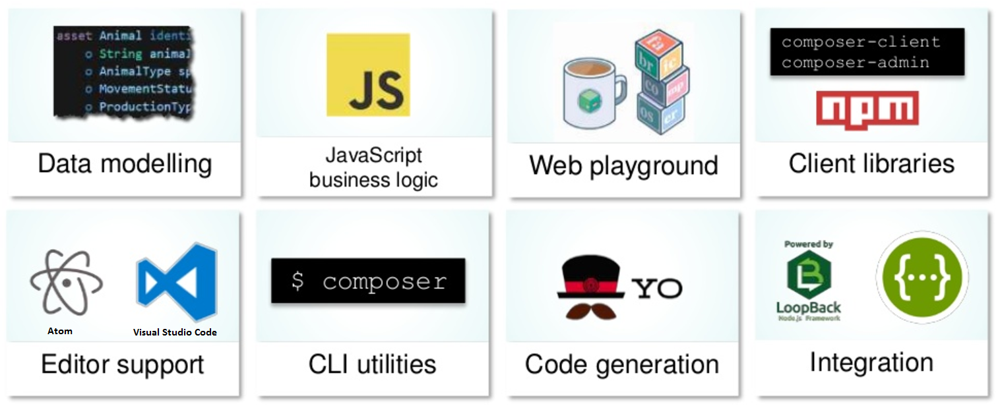 asset Animal identi
o String animal
o AnimalType sp
o MovementStatu
o ProductionTyp
Data modelling
JS
JavaScript
business logic
br ic
co mp
os er
Web playground
composer-client
composer-admin
npm
Client libraries
Atom
Visual Studio Code
Editor support
$ composer
CLI utilities
YO
Code generation
Powered by
LoopBack
Node.js Framework
{···}
Integration